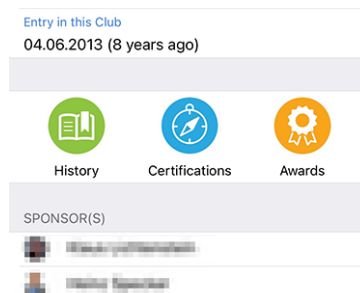 Entry in this Club
04.06.2013 (8 years ago)
History Certifications Awards
SPONSOR(S)